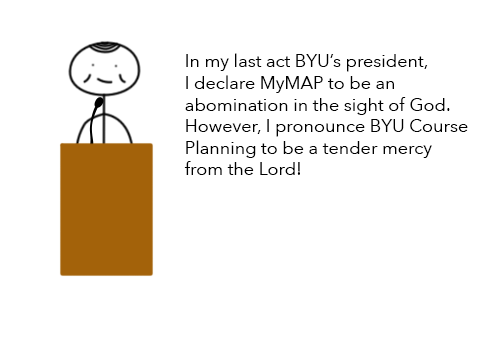 In my last act BYU’s president,
I declare MyMAP to be an
abomination in the sight of God.
However, I pronounce BYU Course
Planning to be a tender mercy
from the Lord!